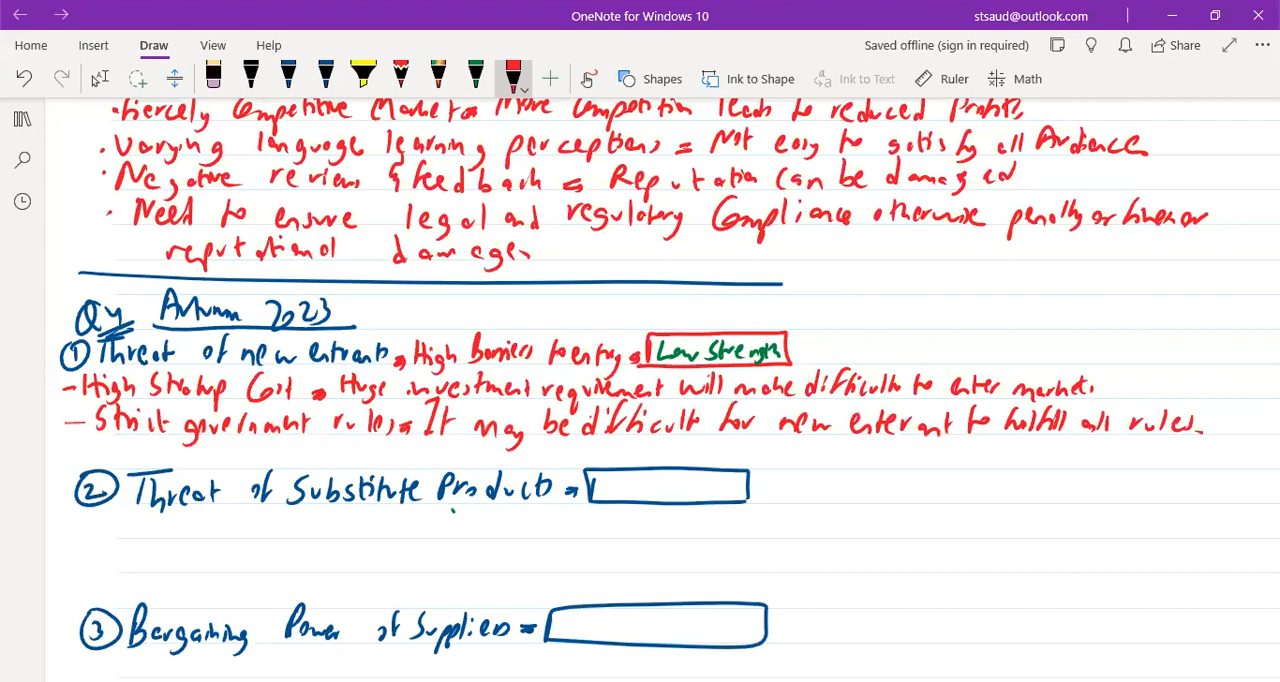 OneNote for Windows 10
stsaud@outlook.com
Home Insert Draw View Help
Saved offline (sign in required)
Share
Shapes
Ink to Shape
Ink to Text
Ruler
Math
Fiercely Competitive Market = More Competition leads to reduced Profits
· Varying language learning perceptions = Not easy to satisfy all Audience
· Negative reviews & feedback = Reputation can be damaged
· Need to ensure legal and regulatory Compliance otherwise penalty or fines or
reputational damages
Q4 Autumn 2023
① Threat of new entrants = High Barriers to entry = Low Strength
- High Startup Cost = Huge investment requirement will make difficult to enter market.
- Strict government rules = It may be difficult for new enterant to fulfill all rules.
② Threat of Substitute Products =
③ Bargaining Power of Suppliers =